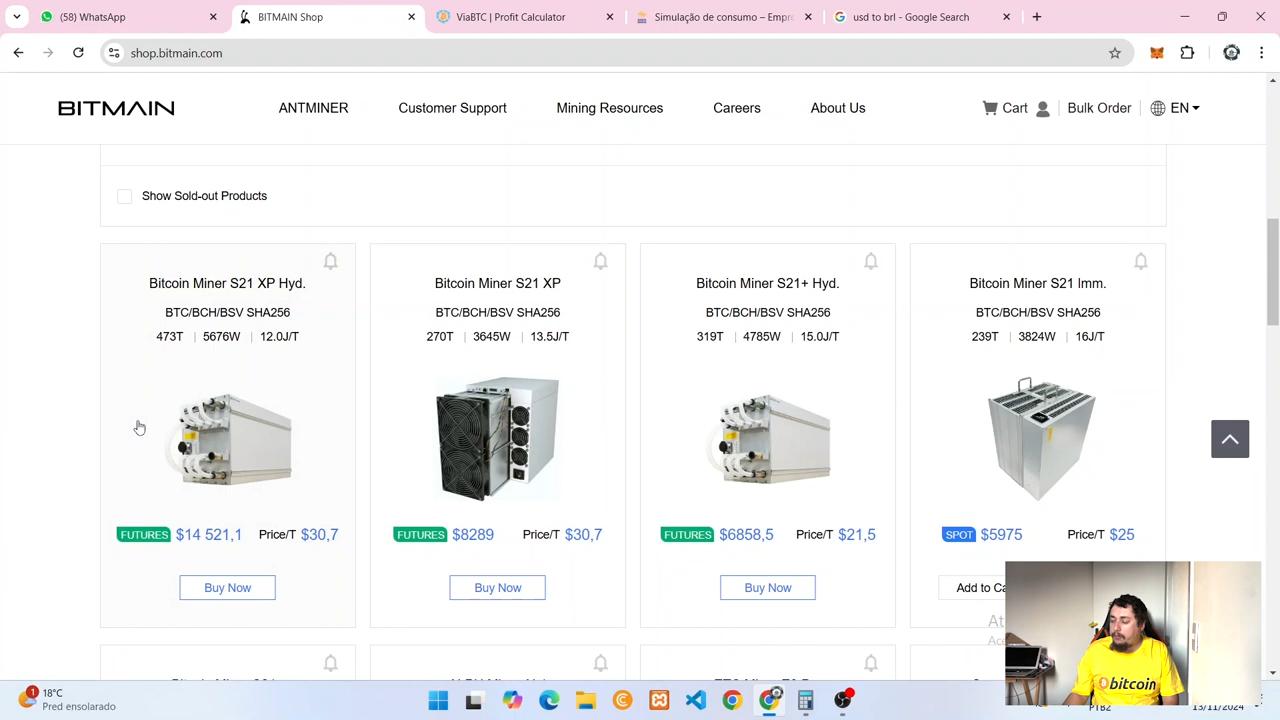 (58) WhatsApp
BITMAIN Shop
ViaBTC | Profit Calculator
Simulação de consumo – Empre
usd to brl - Google Search
shop.bitmain.com
BITMAIN
ANTMINER
Customer Support
Mining Resources
Careers
About Us
Cart
Bulk Order
EN
Show Sold-out Products
Bitcoin Miner S21 XP Hyd.
BTC/BCH/BSV SHA256
473T | 5676W | 12.0J/T
FUTURES $14 521,1 Price/T $30,7
Buy Now
Bitcoin Miner S21 XP
BTC/BCH/BSV SHA256
270T | 3645W | 13.5J/T
FUTURES $8289 Price/T $30,7
Buy Now
Bitcoin Miner S21+ Hyd.
BTC/BCH/BSV SHA256
319T | 4785W | 15.0J/T
FUTURES $6858,5 Price/T $21,5
Buy Now
Bitcoin Miner S21 Imm.
BTC/BCH/BSV SHA256
239T | 3824W | 16J/T
SPOT $5975 Price/T $25
Add to
bitcoin
1
18°C
Pred ensolarado
PTB2
13/11/2024